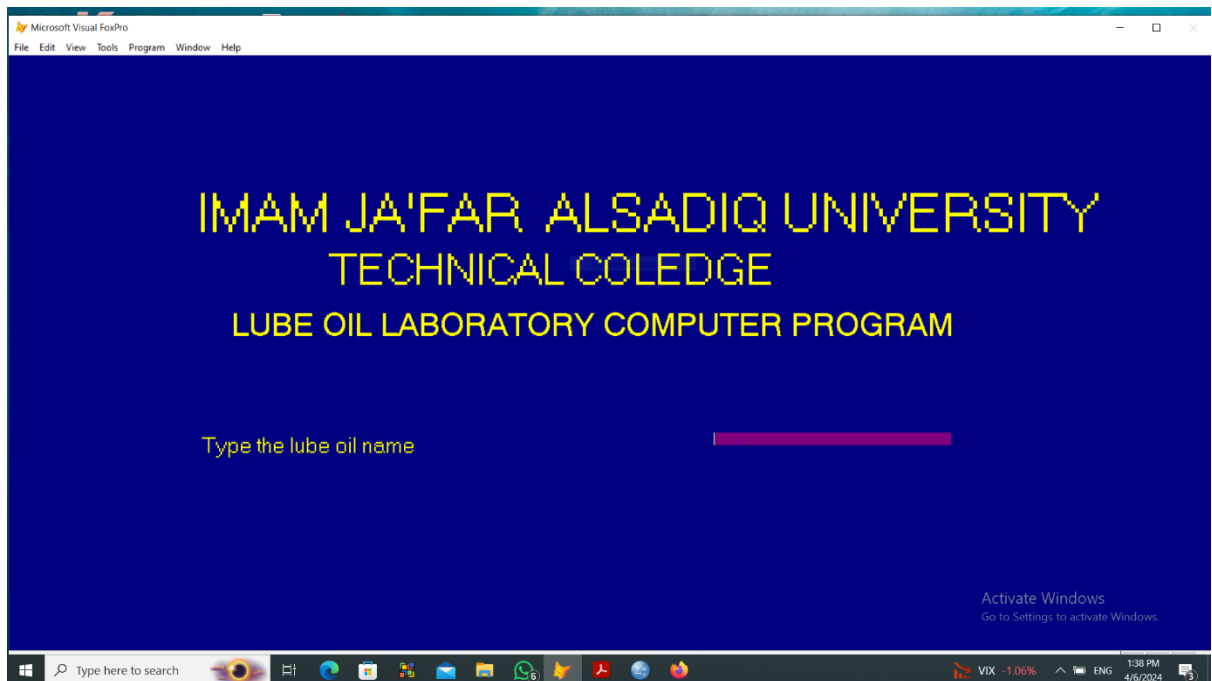 Microsoft Visual FoxPro
File Edit View Tools Program Window Help
IMAM JA'FAR ALSADIQ UNIVERSITY
TECHNICAL COLEDGE
LUBE OIL LABORATORY COMPUTER PROGRAM
Type the lube oil name
Activate Windows
Go to Settings to activate Windows.
Type here to search
6
VIX -1.06%
ENG
1:38 PM
4/6/2024
3